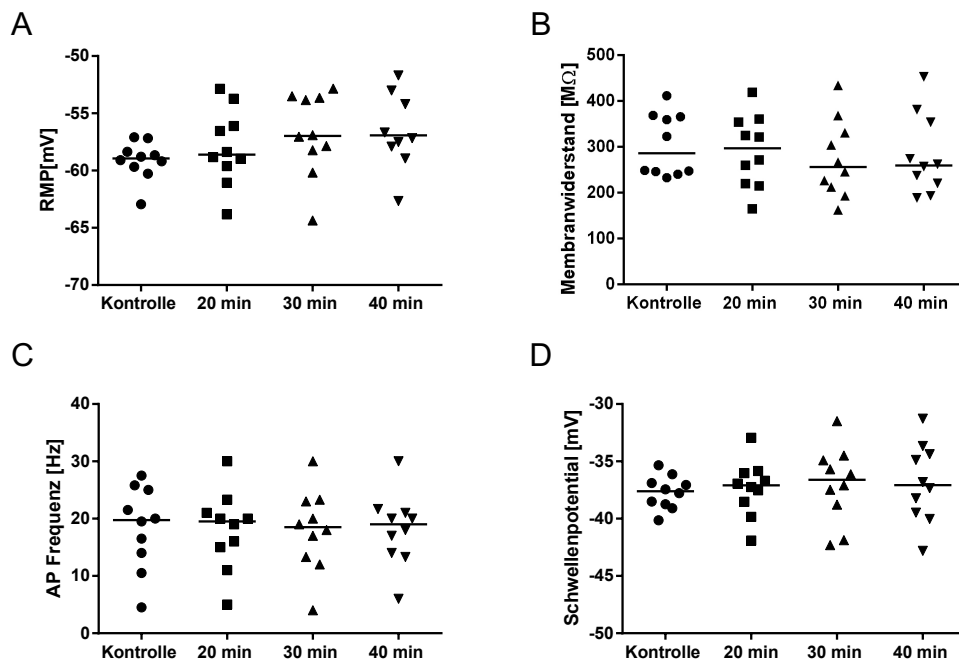 A
RMP[mV]
-50
-55
-60
-65
-70
Kontrolle 20 min 30 min 40 min
B
Membranwiderstand [MΩ]
500
400
300
200
100
0
Kontrolle 20 min 30 min 40 min
C
AP Frequenz [Hz]
40
30
20
10
0
Kontrolle 20 min 30 min 40 min
D
Schwellenpotential [mV]
-30
-35
-40
-45
-50
Kontrolle 20 min 30 min 40 min